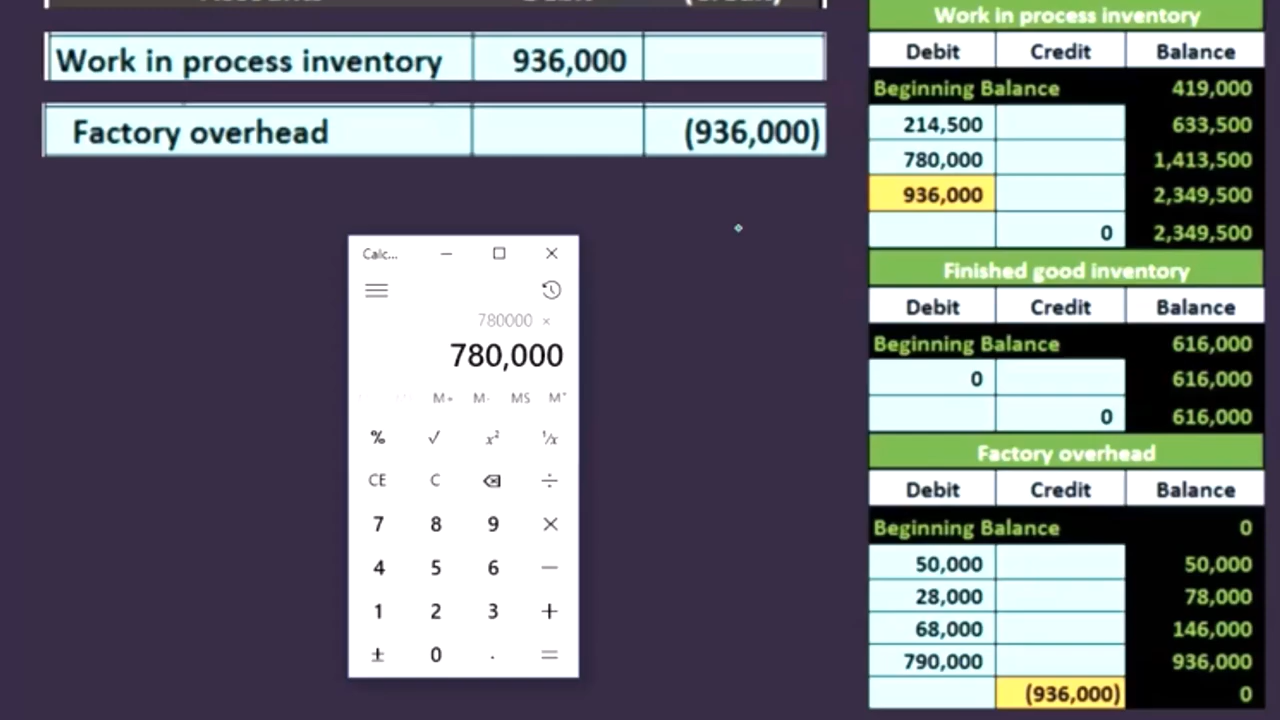 Accounts Debit (Credit)
Work in process inventory 936,000
Factory overhead (936,000)
Calc...
780000 ×
780,000
M+ M- MS M˅
% √ x² ¹/x
CE C ÷
7 8 9 ×
4 5 6 −
1 2 3 +
± 0 . =
Work in process inventory
Debit Credit Balance
Beginning Balance 419,000
214,500 633,500
780,000 1,413,500
936,000 2,349,500
0 2,349,500
Finished good inventory
Debit Credit Balance
Beginning Balance 616,000
0 616,000
0 616,000
Factory overhead
Debit Credit Balance
Beginning Balance 0
50,000 50,000
28,000 78,000
68,000 146,000
790,000 936,000
(936,000) 0